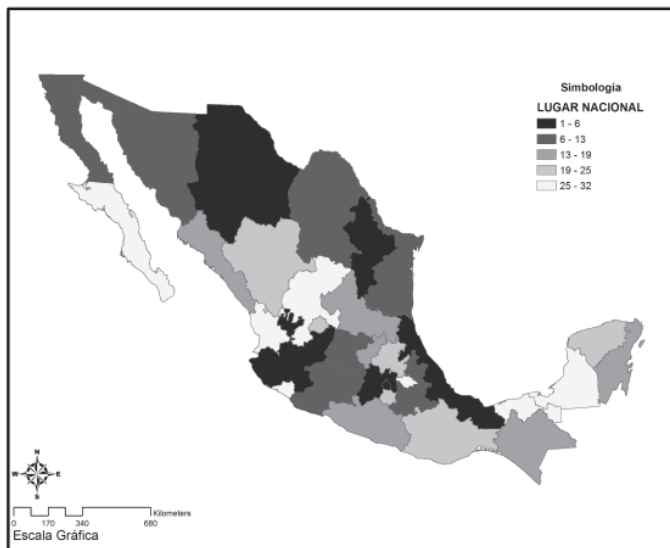 Simbología
LUGAR NACIONAL
1 - 6
6 - 13
13 - 19
19 - 25
25 - 32
N
W E
S
Kilometers
0 170 340 680
Escala Gráfica